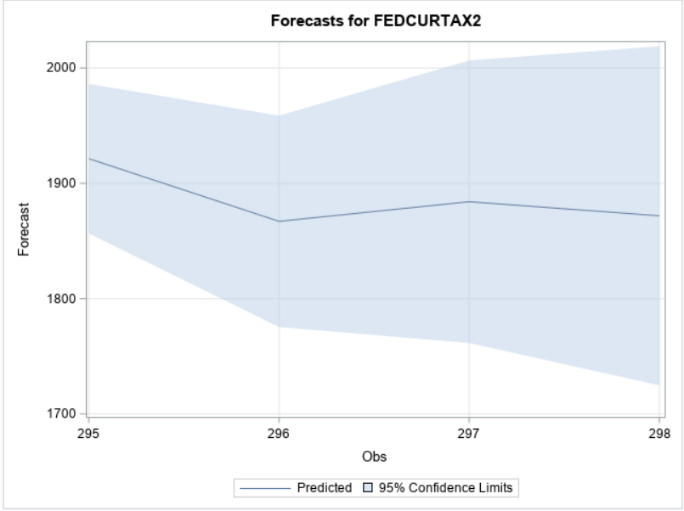 Forecasts for FEDCURTAX2
2000
1900
1800
1700
Forecast
295 296 297 298
Obs
Predicted 95% Confidence Limits